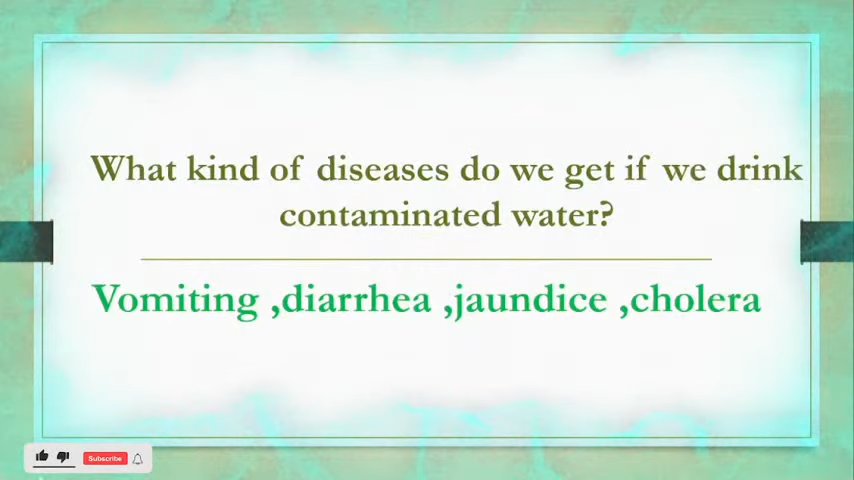 What kind of diseases do we get if we drink
contaminated water?
Vomiting ,diarrhea ,jaundice ,cholera
Subscribe